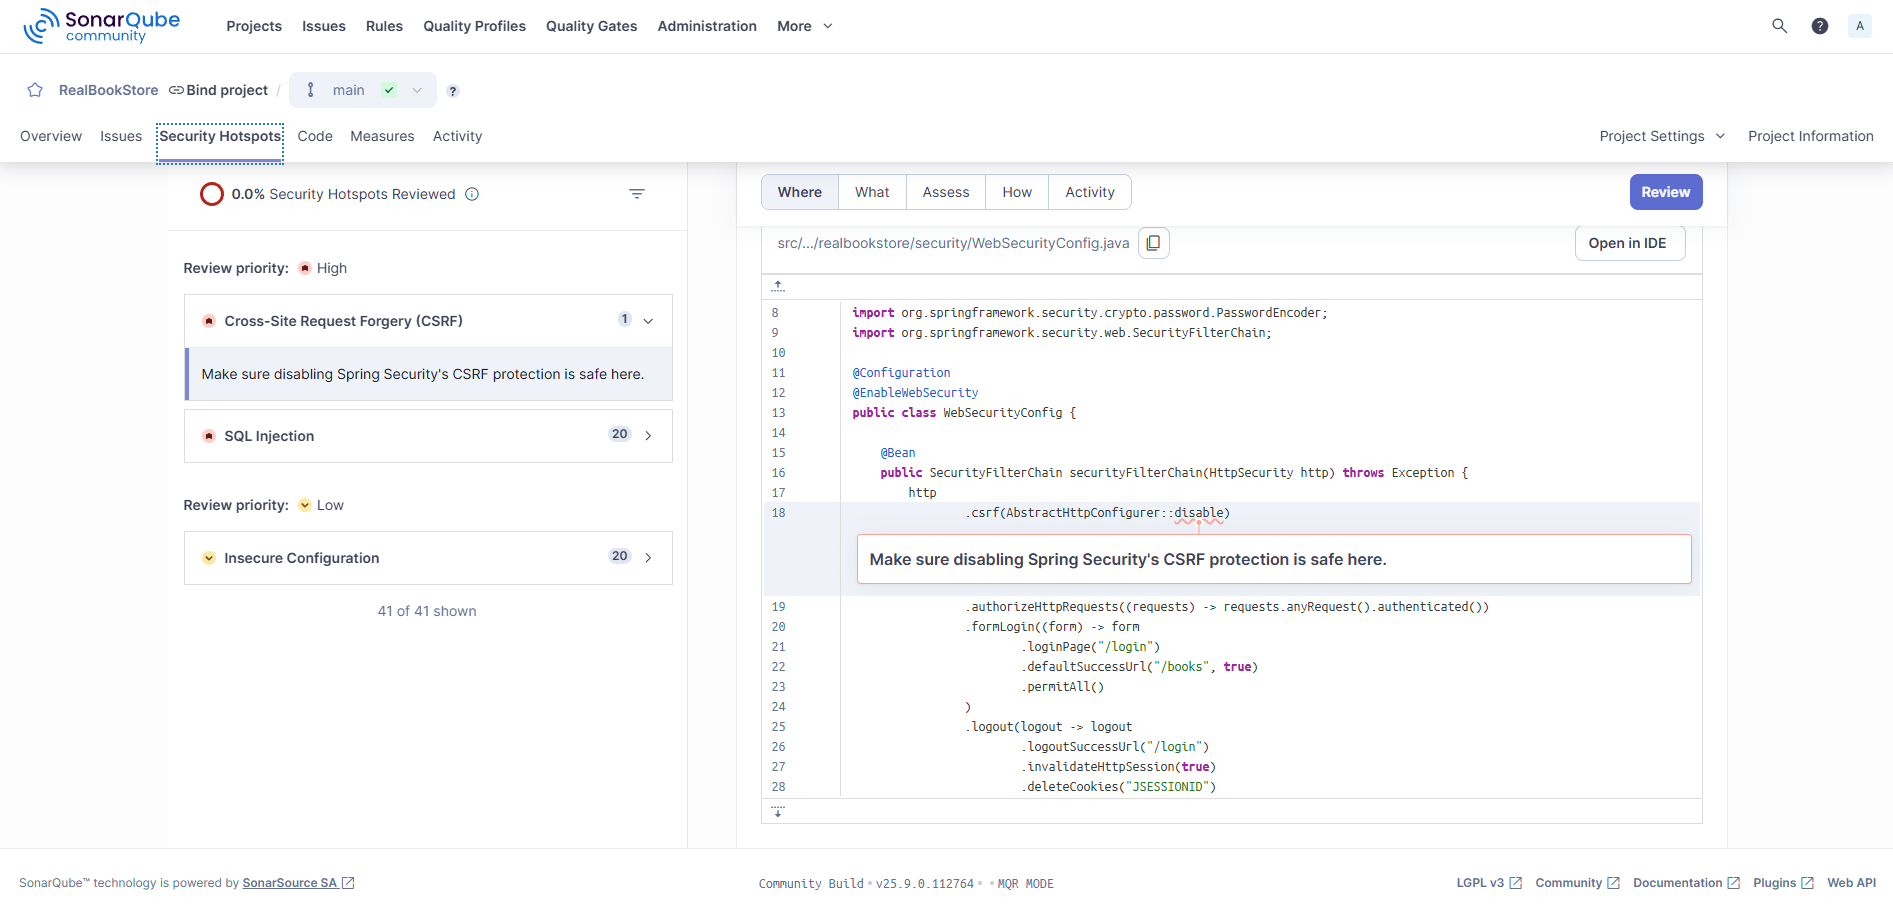 SonarQube
community
Projects Issues Rules Quality Profiles Quality Gates Administration More
? A
RealBookStore Bind project / main ?
Overview Issues Security Hotspots Code Measures Activity
Project Settings Project Information
0.0% Security Hotspots Reviewed
Review priority: High
Cross-Site Request Forgery (CSRF) 1
Make sure disabling Spring Security's CSRF protection is safe here.
SQL Injection 20
Review priority: Low
Insecure Configuration 20
41 of 41 shown
Where What Assess How Activity
Review
src/.../realbookstore/security/WebSecurityConfig.java
Open in IDE
8 import org.springframework.security.crypto.password.PasswordEncoder;
9 import org.springframework.security.web.SecurityFilterChain;
10
11 @Configuration
12 @EnableWebSecurity
13 public class WebSecurityConfig {
14
15 @Bean
16 public SecurityFilterChain securityFilterChain(HttpSecurity http) throws Exception {
17 http
18 .csrf(AbstractHttpConfigurer::disable)
Make sure disabling Spring Security's CSRF protection is safe here.
19 .authorizeHttpRequests((requests) -> requests.anyRequest().authenticated())
20 .formLogin((form) -> form
21 .loginPage("/login")
22 .defaultSuccessUrl("/books", true)
23 .permitAll()
24 )
25 .logout(logout -> logout
26 .logoutSuccessUrl("/login")
27 .invalidateHttpSession(true)
28 .deleteCookies("JSESSIONID")
SonarQube™ technology is powered by SonarSource SA
Community Build • v25.9.0.112764 • • MQR MODE
LGPL v3 Community Documentation Plugins Web API